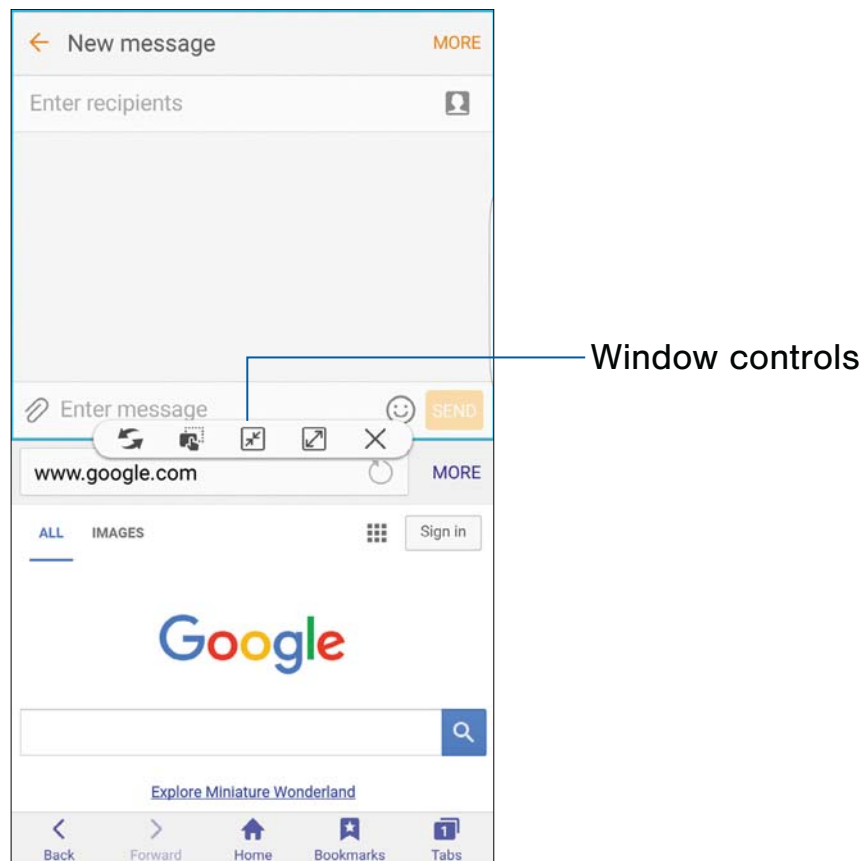 New message MORE
Enter recipients
Window controls
Enter message SEND
www.google.com MORE
ALL IMAGES Sign in
Google
Explore Miniature Wonderland
1
Back Forward Home Bookmarks Tabs